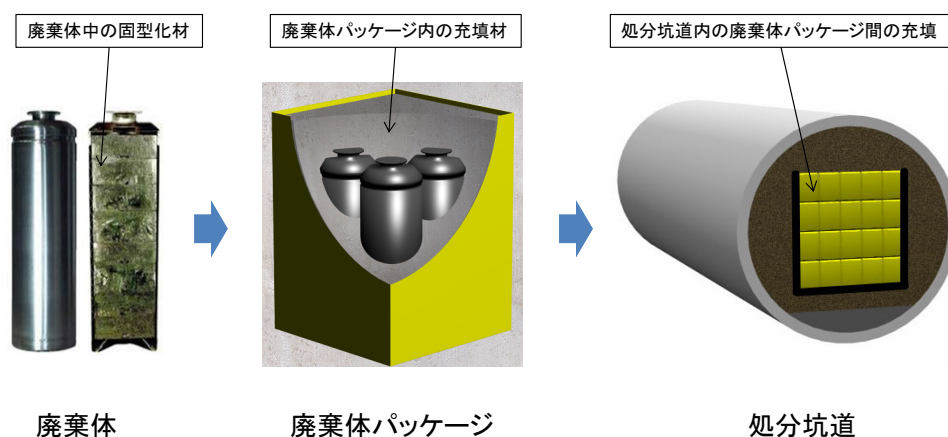 廃棄体中の固型化材
廃棄体パッケージ内の充填材
処分坑道内の廃棄体パッケージ間の充填
廃棄体
廃棄体パッケージ
処分坑道